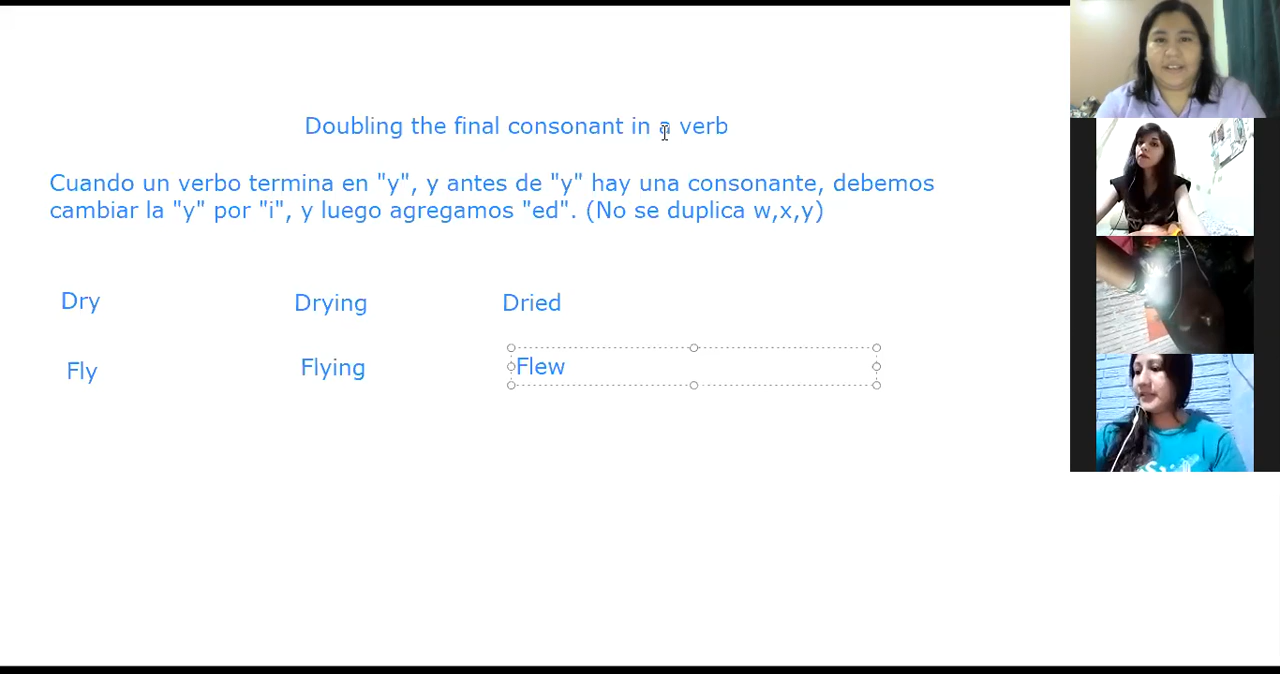 Doubling the final consonant in a verb
Cuando un verbo termina en "y", y antes de "y" hay una consonante, debemos
cambiar la "y" por "i", y luego agregamos "ed". (No se duplica w,x,y)
Dry Drying Dried
Fly Flying Flew